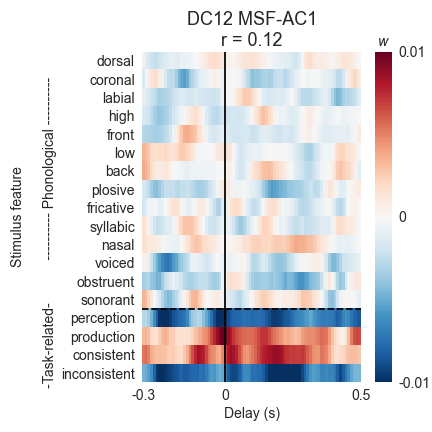 DC12 MSF-AC1
r = 0.12
w
0.01
0
-0.01
Stimulus feature
---------- Phonological ----------
-Task-related-
dorsal
coronal
labial
high
front
low
back
plosive
fricative
syllabic
nasal
voiced
obstruent
sonorant
perception
production
consistent
inconsistent
-0.3
0
0.5
Delay (s)